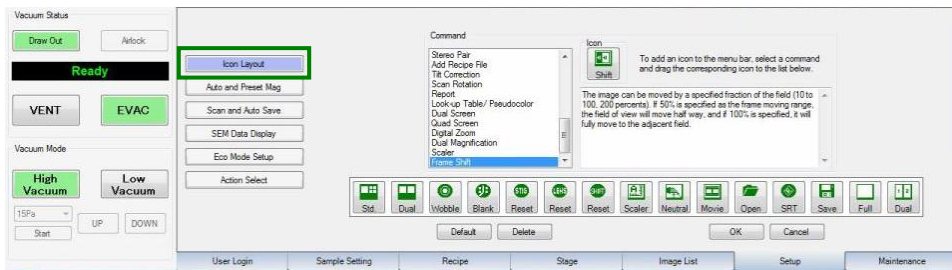 Vacuum Status
Draw Out
Airlock
Ready
VENT
EVAC
Vacuum Mode
High Vacuum
Low Vacuum
15Pa
Start
UP
DOWN
Icon Layout
Auto and Preset Mag
Scan and Auto Save
SEM Data Display
Eco Mode Setup
Action Select
Command
Stereo Pair
Add Recipe File
Tilt Correction
Scan Rotation
Report
Look-up Table/ Pseudocolor
Dual Screen
Quad Screen
Digital Zoom
Dual Magnification
Scaler
Frame Shift
Icon
Shift
To add an icon to the menu bar, select a command
and drag the corresponding icon to the list below.
The image can be moved by a specified fraction of the field (10 to
100, 200 percents). If 50% is specified as the frame moving range,
the field of view will move half way, and if 100% is specified, it will
fully move to the adjacent field.
STIG
LENS
SHIFT
A
1 2
Std. Dual Wobble Blank Reset Reset Reset Scaler Neutral Movie Open SRT Save Full Dual
Default Delete OK Cancel
User Login Sample Setting Recipe Stage Image List Setup Maintenance